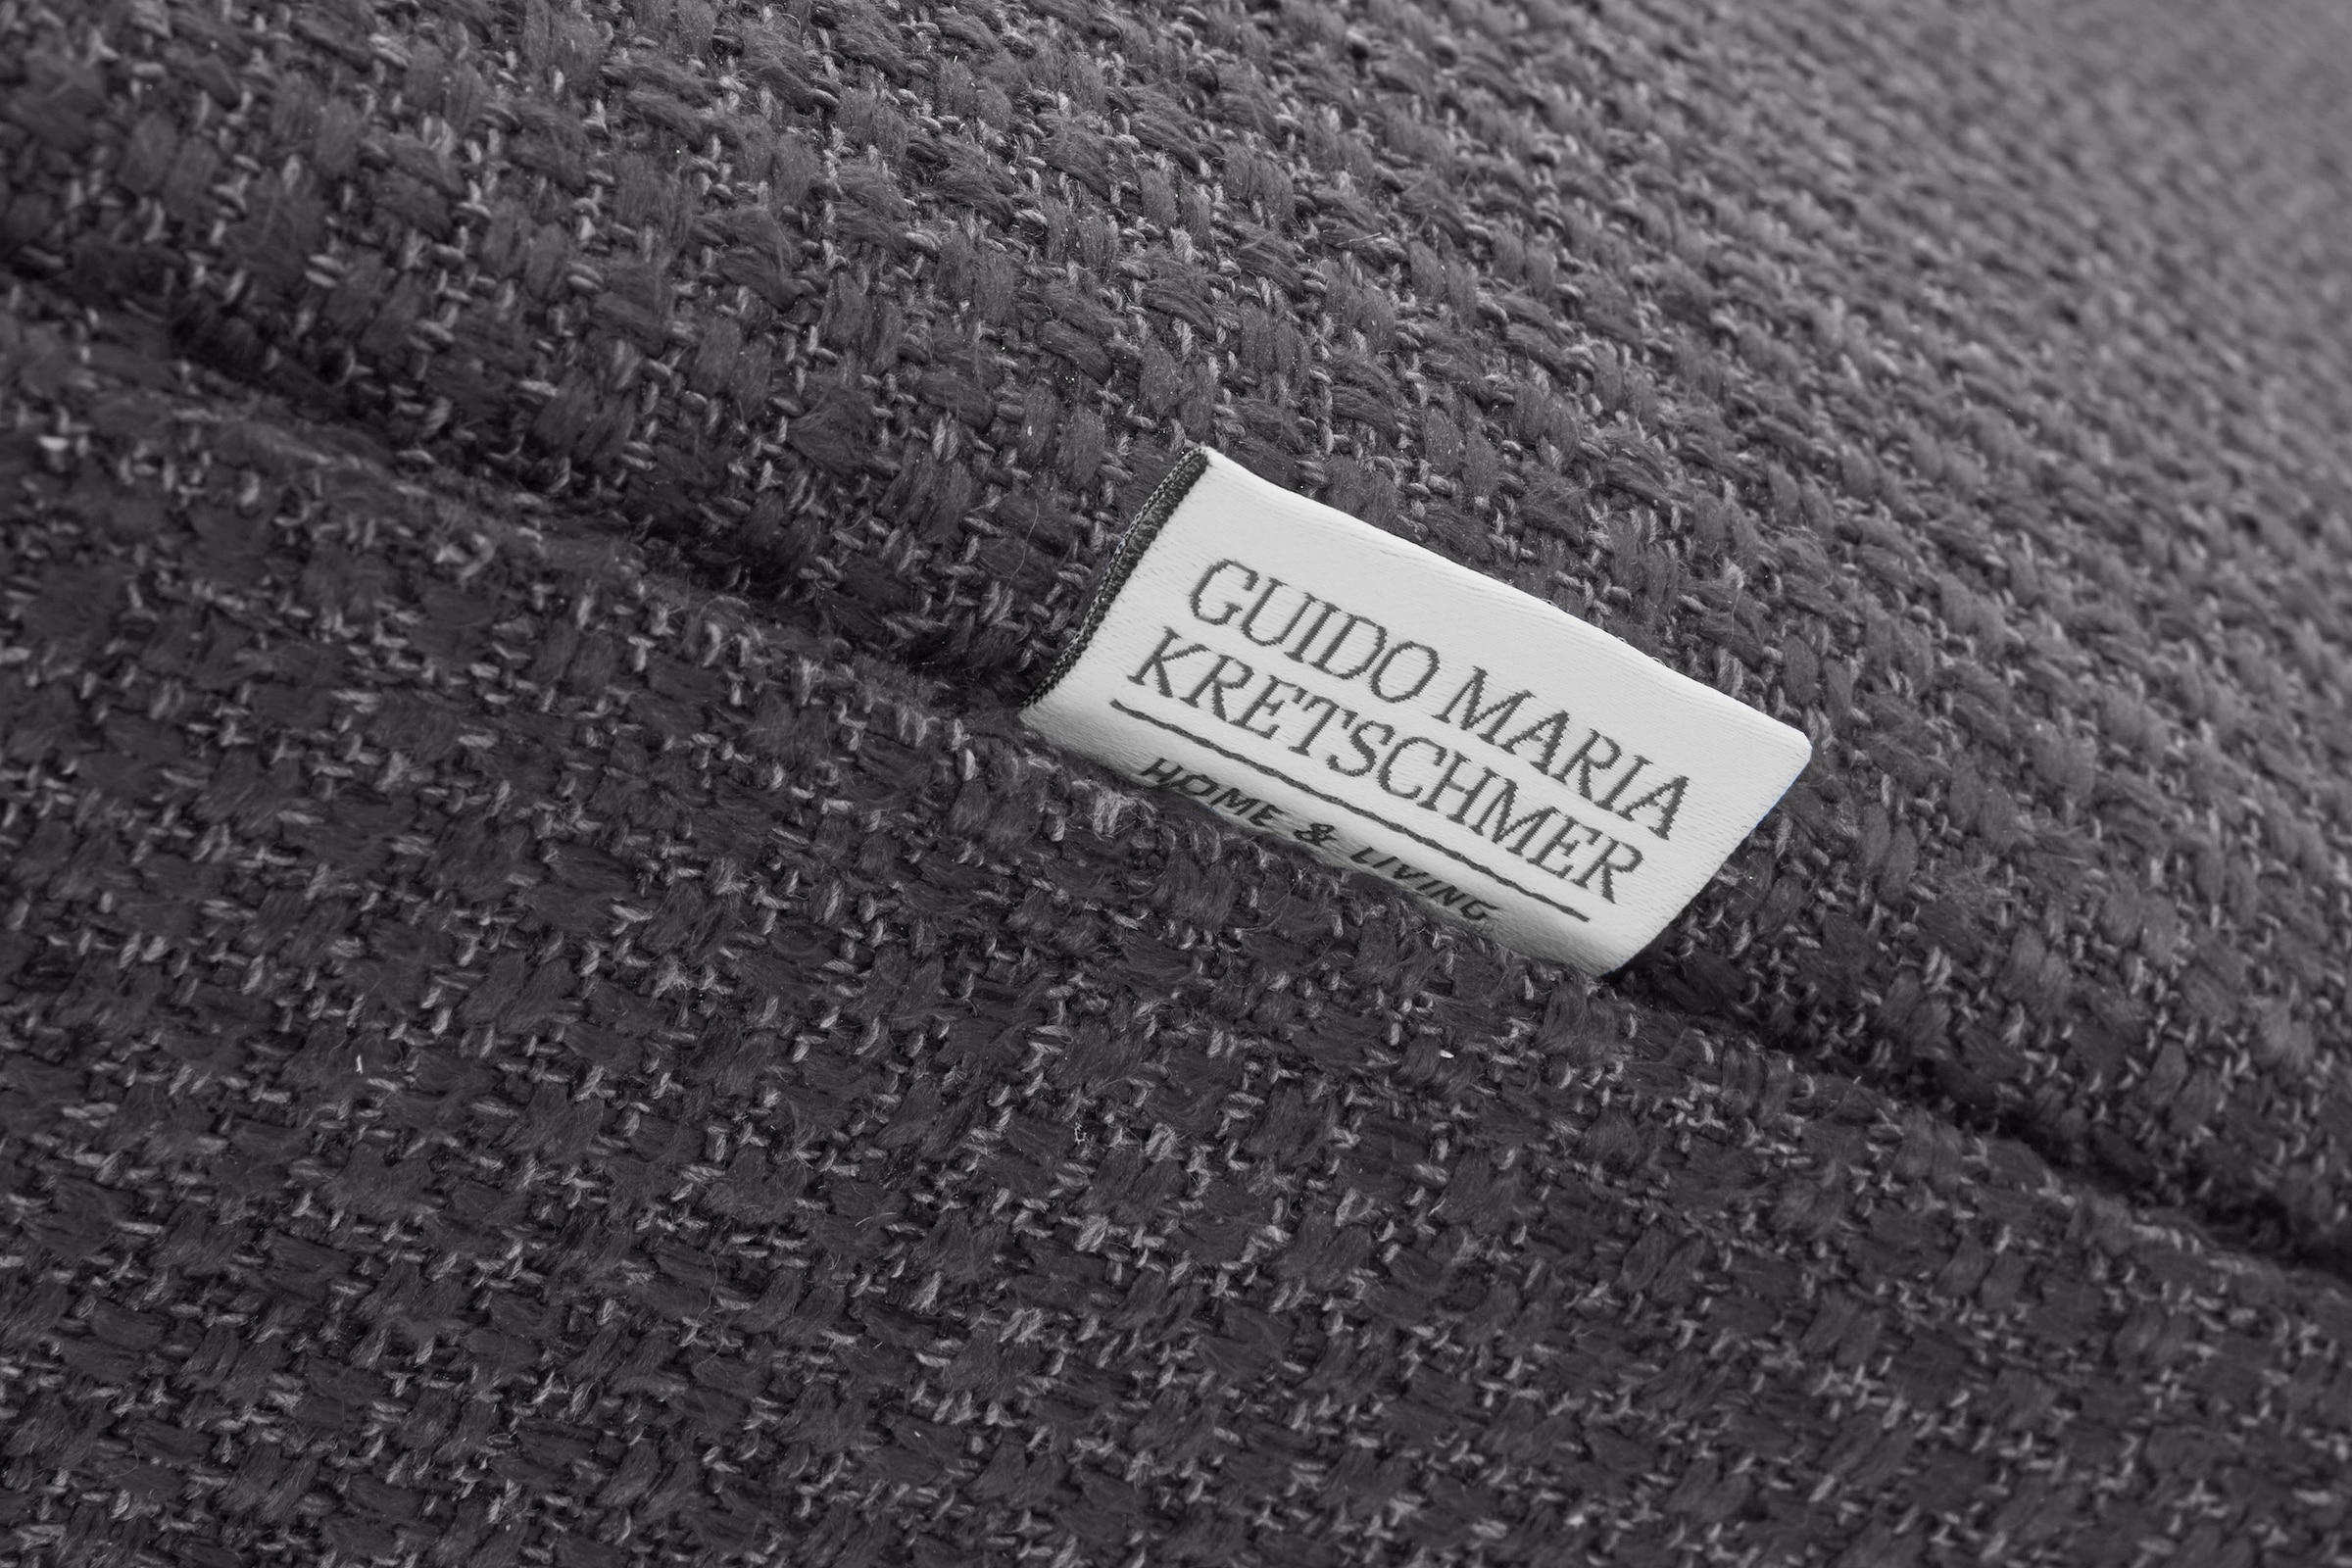 GUIDO MARIA
KRETSCHMER
HOME & LIVING